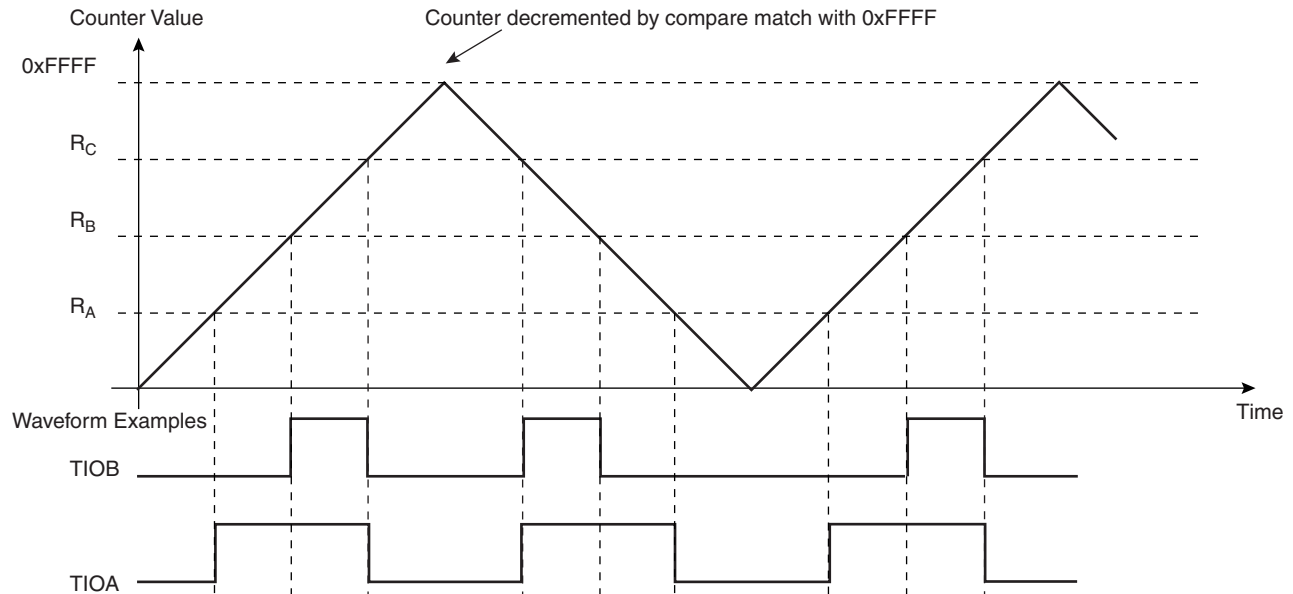 Counter Value
Counter decremented by compare match with 0xFFFF
0xFFFF
RC
RB
RA
Time
Waveform Examples
TIOB
TIOA